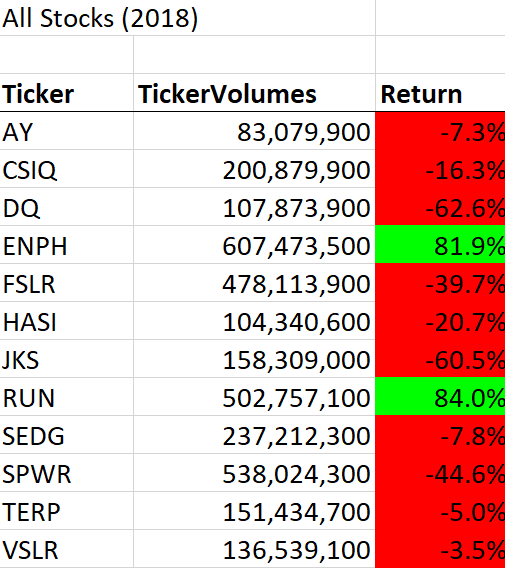 All Stocks (2018)
Ticker TickerVolumes Return
AY 83,079,900 -7.3%
CSIQ 200,879,900 -16.3%
DQ 107,873,900 -62.6%
ENPH 607,473,500 81.9%
FSLR 478,113,900 -39.7%
HASI 104,340,600 -20.7%
JKS 158,309,000 -60.5%
RUN 502,757,100 84.0%
SEDG 237,212,300 -7.8%
SPWR 538,024,300 -44.6%
TERP 151,434,700 -5.0%
VSLR 136,539,100 -3.5%